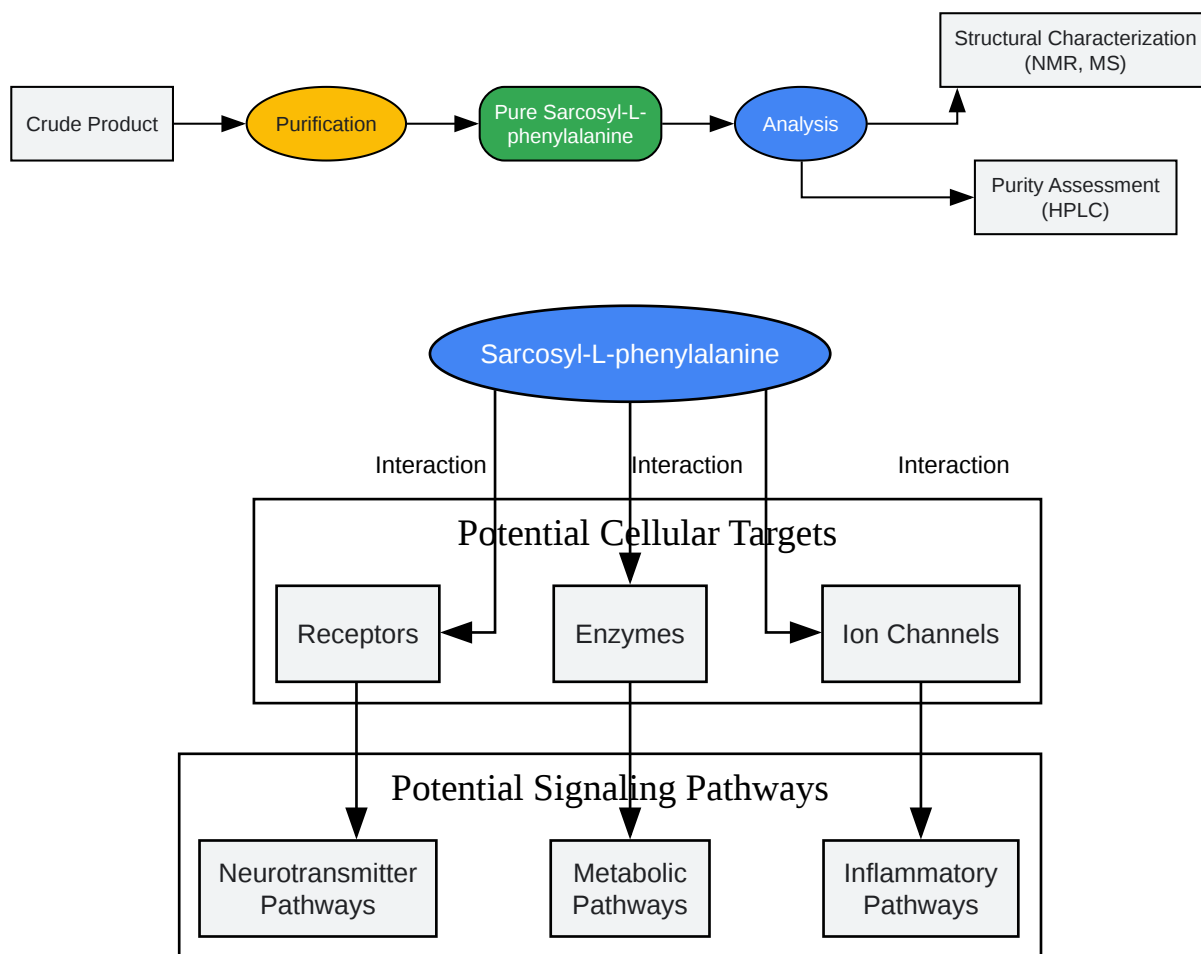 Structural Characterization
(NMR, MS)
Crude Product
Purification
Pure Sarcosyl-L-
phenylalanine
Analysis
Purity Assessment
(HPLC)
Sarcosyl-L-phenylalanine
Interaction
Interaction
Interaction
Potential Cellular Targets
Receptors
Enzymes
Ion Channels
Potential Signaling Pathways
Neurotransmitter
Pathways
Metabolic
Pathways
Inflammatory
Pathways